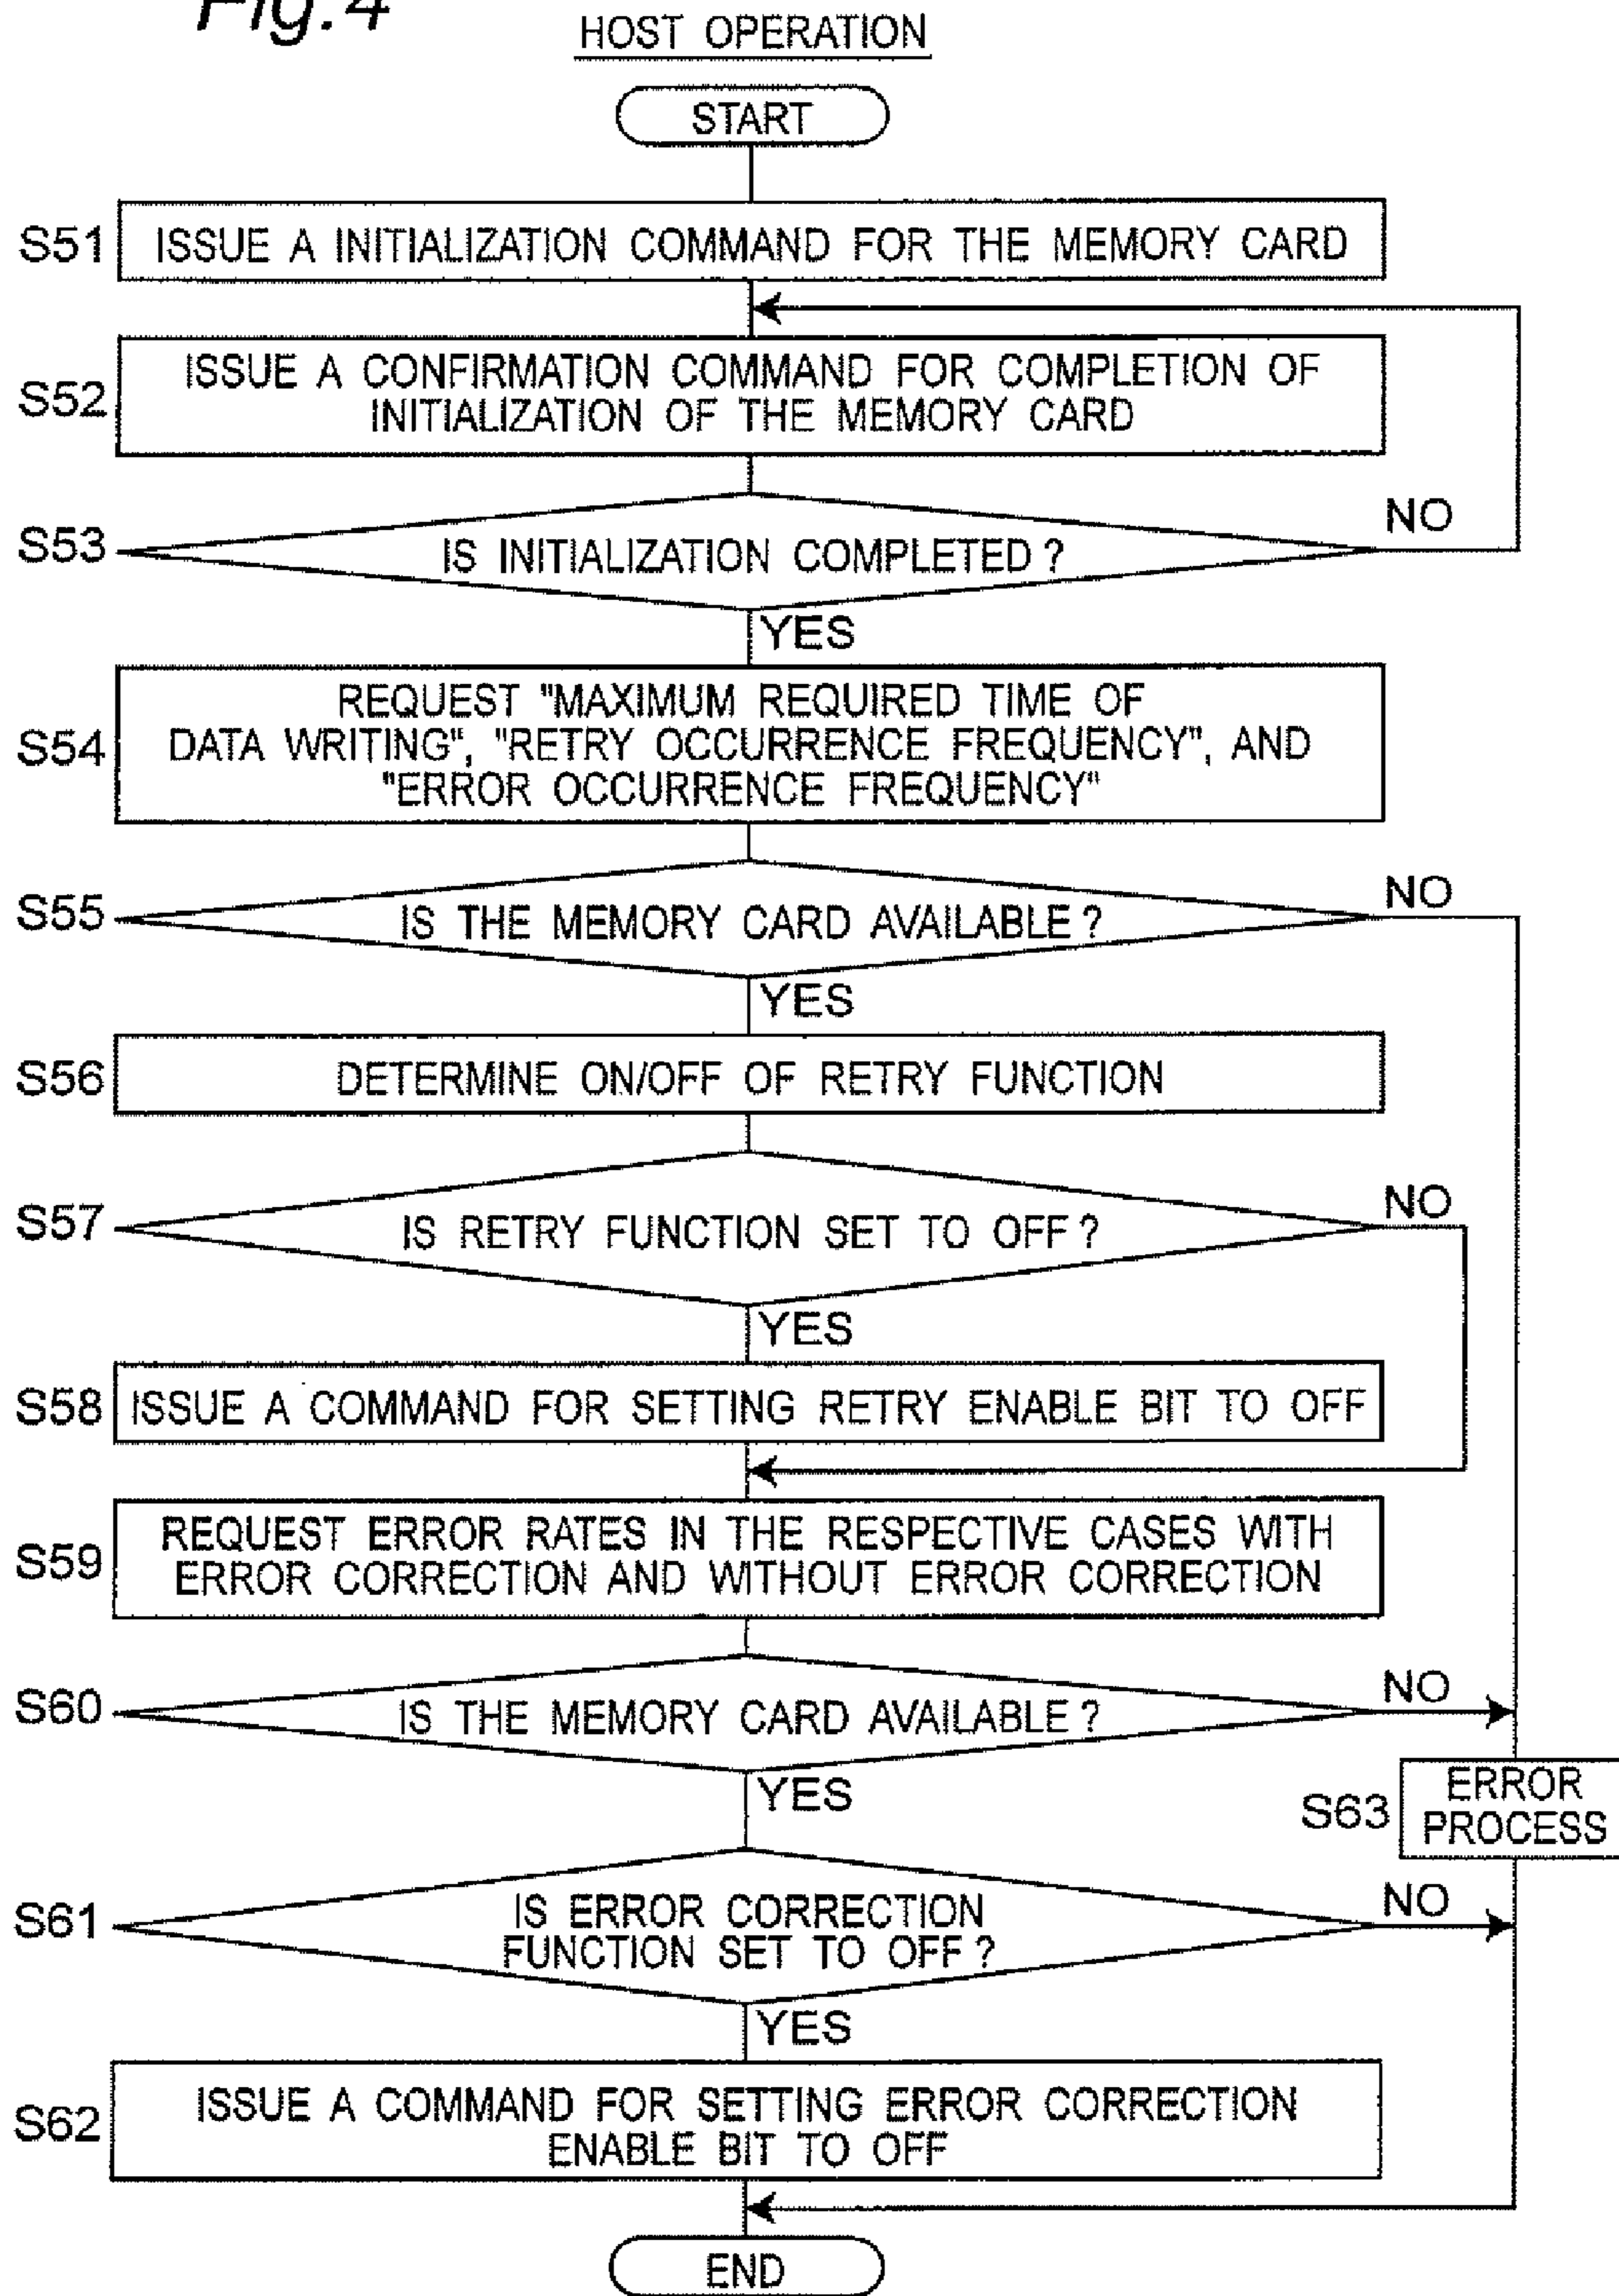 Fig.4
HOST OPERATION
START
S51
ISSUE A INITIALIZATION COMMAND FOR THE MEMORY CARD
S52
ISSUE A CONFIRMATION COMMAND FOR COMPLETION OF
INITIALIZATION OF THE MEMORY CARD
S53
IS INITIALIZATION COMPLETED?
NO
YES
S54
REQUEST "MAXIMUM REQUIRED TIME OF
DATA WRITING", "RETRY OCCURRENCE FREQUENCY", AND
"ERROR OCCURRENCE FREQUENCY"
S55
IS THE MEMORY CARD AVAILABLE?
NO
YES
S56
DETERMINE ON/OFF OF RETRY FUNCTION
S57
IS RETRY FUNCTION SET TO OFF?
NO
YES
S58
ISSUE A COMMAND FOR SETTING RETRY ENABLE BIT TO OFF
S59
REQUEST ERROR RATES IN THE RESPECTIVE CASES WITH
ERROR CORRECTION AND WITHOUT ERROR CORRECTION
S60
IS THE MEMORY CARD AVAILABLE?
NO
YES
S63
ERROR
PROCESS
S61
IS ERROR CORRECTION
FUNCTION SET TO OFF?
NO
YES
S62
ISSUE A COMMAND FOR SETTING ERROR CORRECTION
ENABLE BIT TO OFF
END